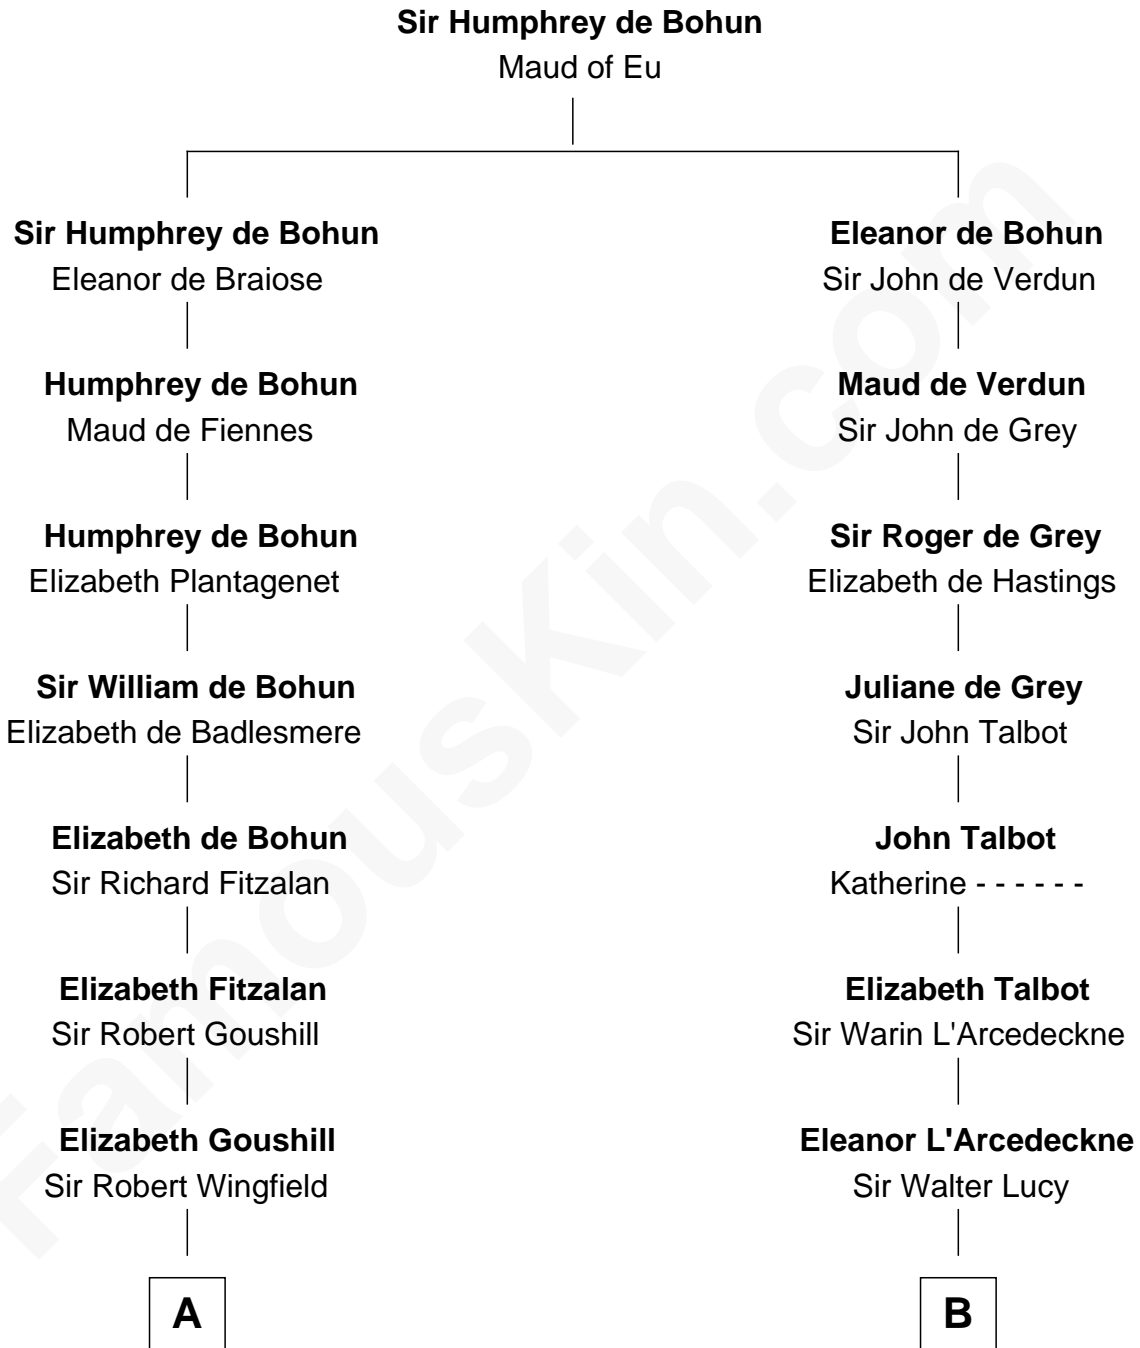 Sir Humphrey de Bohun
Maud of Eu
Sir Humphrey de Bohun
Eleanor de Braiose
Humphrey de Bohun
Maud de Fiennes
Humphrey de Bohun
Elizabeth Plantagenet
Sir William de Bohun
Elizabeth de Badlesmere
Elizabeth de Bohun
Sir Richard Fitzalan
Elizabeth Fitzalan
Sir Robert Goushill
Elizabeth Goushill
Sir Robert Wingfield
A
Eleanor de Bohun
Sir John de Verdun
Maud de Verdun
Sir John de Grey
Sir Roger de Grey
Elizabeth de Hastings
Juliane de Grey
Sir John Talbot
John Talbot
Katherine - - - - - -
Elizabeth Talbot
Sir Warin L'Arcedeckne
Eleanor L'Arcedeckne
Sir Walter Lucy
B
FamousKin.com